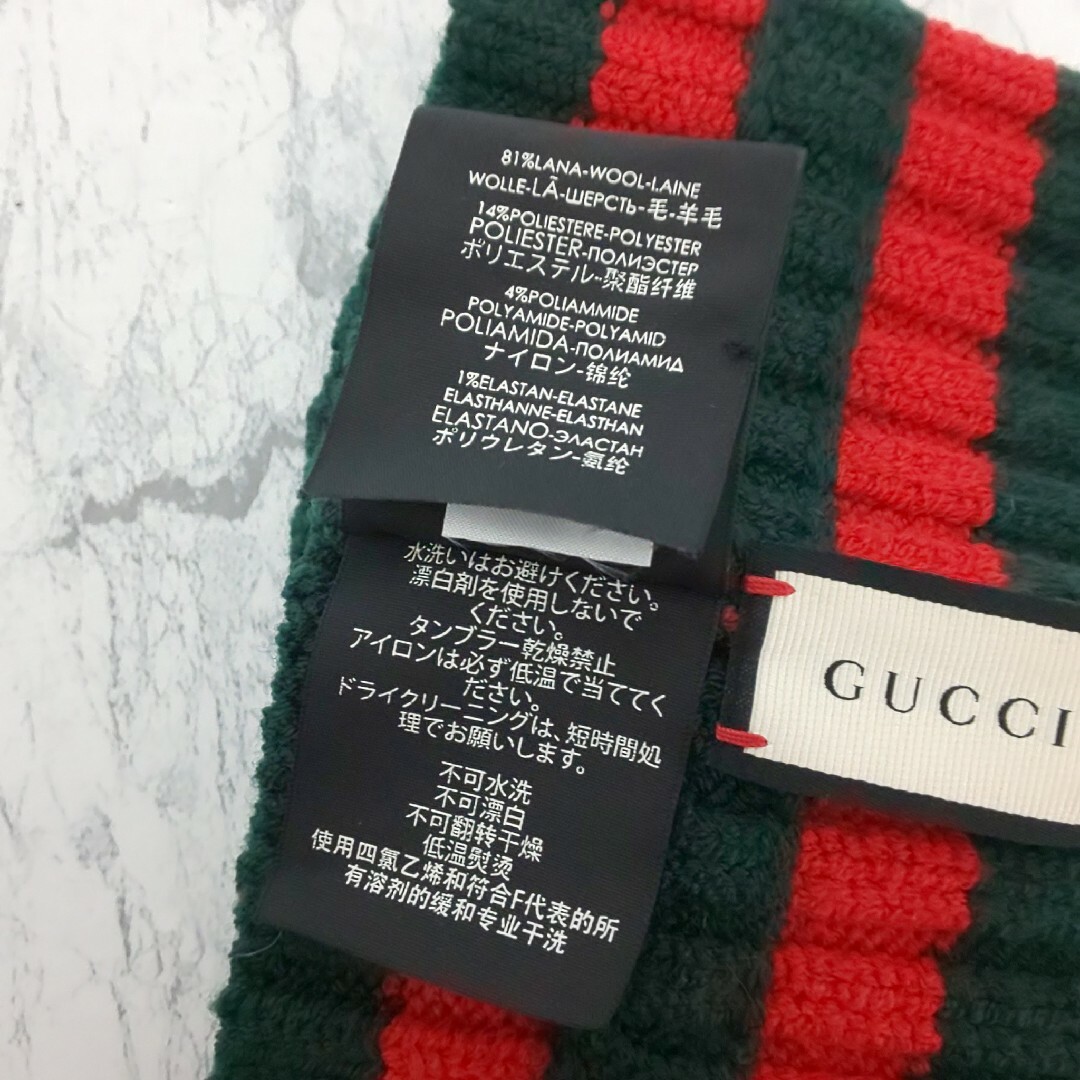 81%LANA-WOOL-LAINE
WOLLE-LÃ-ШЕРСТЬ-毛-羊毛
14%POLIESTERE-POLYESTER
POLIESTER-ПОЛИЭСТЕР
ポリエステル-聚酯纤维
4%POLIAMMIDE
POLYAMIDE-POLYAMID
POLIAMIDA-ПОЛИАМИД
ナイロン-锦纶
1%ELASTAN-ELASTANE
ELASTHANNE-ELASTHAN
ELASTANO-ЭЛАСТАН
ポリウレタン-氨纶
水洗いはお避けください。
漂白剤を使用しないで
ください。
タンブラー乾燥禁止
アイロンは必ず低温で当ててく
ださい。
ドライクリーニングは、短時間処
理でお願いします。
不可水洗
不可漂白
不可翻转干燥
低温熨烫
使用四氯乙烯和符合F代表的所
有溶剂的缓和专业干洗
GUCCI